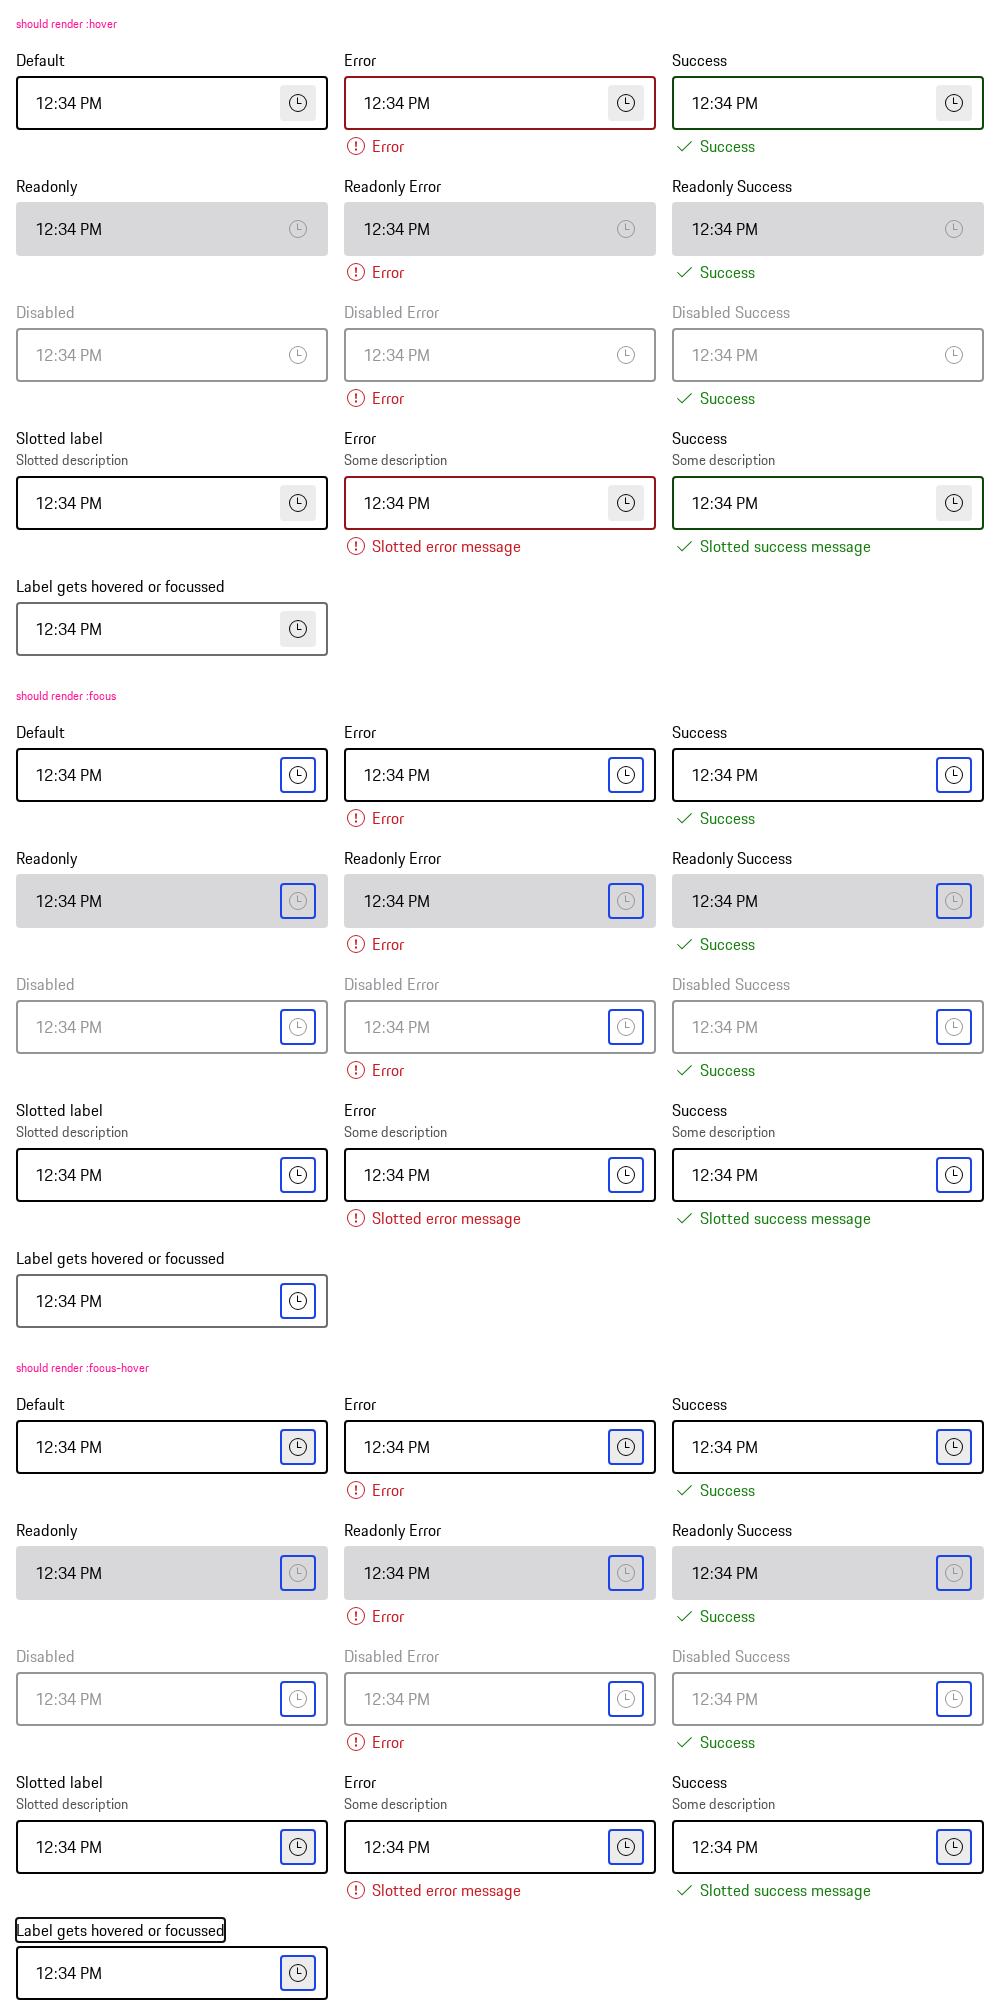 should render :hover
Default Error Success
12:34 PM 12:34 PM 12:34 PM
Error Success
Readonly Readonly Error Readonly Success
12:34 PM 12:34 PM 12:34 PM
Error Success
Disabled Disabled Error Disabled Success
12:34 PM 12:34 PM 12:34 PM
Error Success
Slotted label Error Success
Slotted description Some description Some description
12:34 PM 12:34 PM 12:34 PM
Slotted error message Slotted success message
Label gets hovered or focussed
12:34 PM
should render :focus
Default Error Success
12:34 PM 12:34 PM 12:34 PM
Error Success
Readonly Readonly Error Readonly Success
12:34 PM 12:34 PM 12:34 PM
Error Success
Disabled Disabled Error Disabled Success
12:34 PM 12:34 PM 12:34 PM
Error Success
Slotted label Error Success
Slotted description Some description Some description
12:34 PM 12:34 PM 12:34 PM
Slotted error message Slotted success message
Label gets hovered or focussed
12:34 PM
should render :focus-hover
Default Error Success
12:34 PM 12:34 PM 12:34 PM
Error Success
Readonly Readonly Error Readonly Success
12:34 PM 12:34 PM 12:34 PM
Error Success
Disabled Disabled Error Disabled Success
12:34 PM 12:34 PM 12:34 PM
Error Success
Slotted label Error Success
Slotted description Some description Some description
12:34 PM 12:34 PM 12:34 PM
Slotted error message Slotted success message
Label gets hovered or focussed
12:34 PM